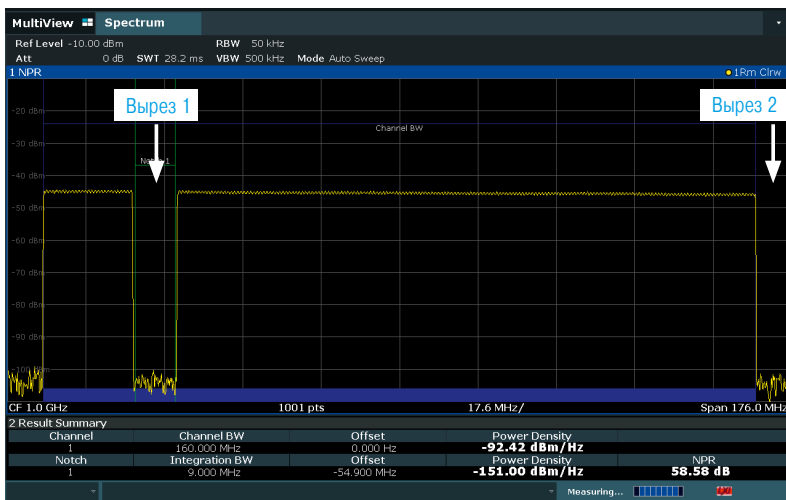 MultiView Spectrum
Ref Level -10.00 dBm RBW 50 kHz
Att 0 dB SWT 28.2 ms VBW 500 kHz Mode Auto Sweep
1 NPR 1Rm Clrw
-20 dBm
Вырез 1
Вырез 2
Channel BW
-30 dBm
Notch 1
-40 dBm
-50 dBm
-60 dBm
-70 dBm
-80 dBm
-90 dBm
-100 dBm
CF 1.0 GHz 1001 pts 17.6 MHz/ Span 176.0 MHz
2 Result Summary
Channel Channel BW Offset Power Density
1 160.000 MHz 0.000 Hz -92.42 dBm/Hz
Notch Integration BW Offset Power Density NPR
1 9.000 MHz -54.900 MHz -151.00 dBm/Hz 58.58 dB
Measuring...